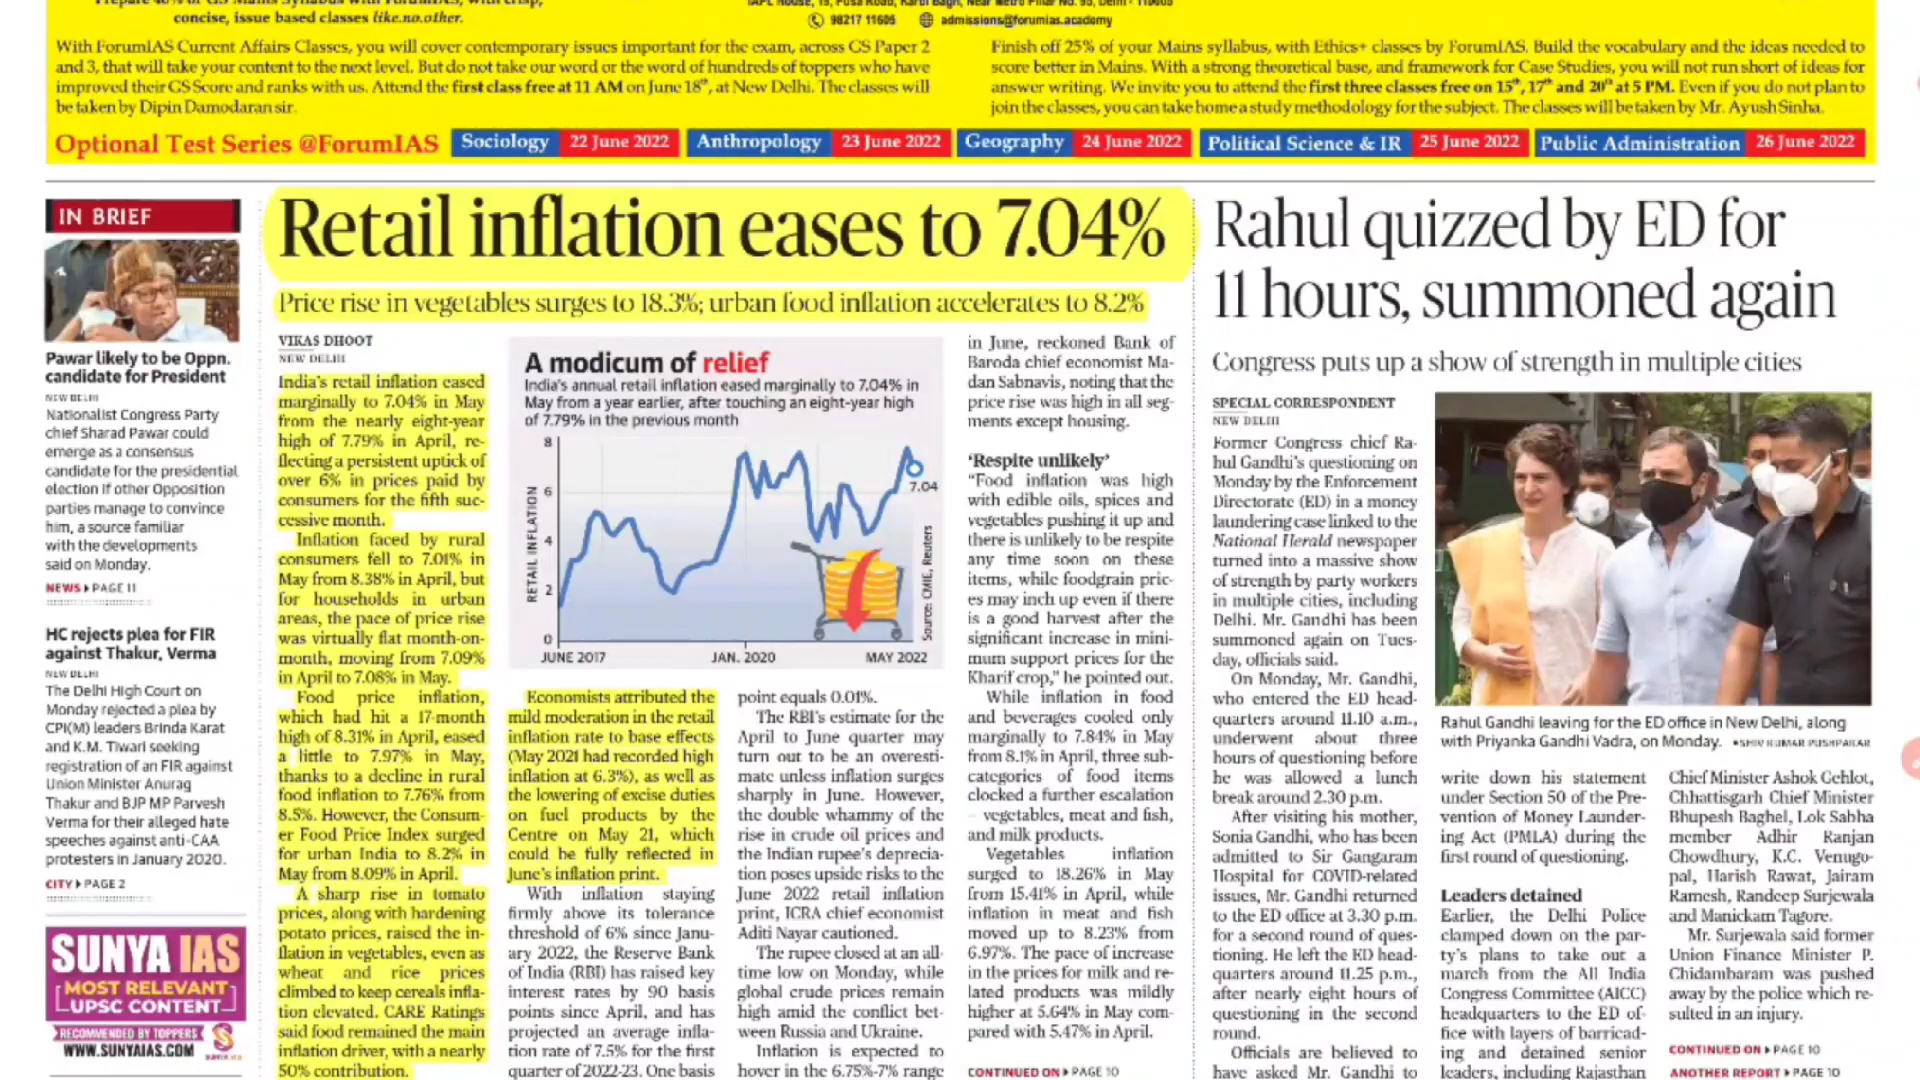 concise, issue based classes like.no.other.
98217 11605 admissions@forumias.academy
With ForumIAS Current Affairs Classes, you will cover contemporary issues important for the exam, across GS Paper 2
and 3, that will take your content to the next level. But do not take our word or the word of hundreds of toppers who have
improved their GS Score and ranks with us. Attend the first class free at 11 AM on June 18th, at New Delhi. The classes will
be taken by Dipin Damodaran sir.
Finish off 25% of your Mains syllabus, with Ethics+ classes by ForumIAS. Build the vocabulary and the ideas needed to
score better in Mains. With a strong theoretical base, and framework for Case Studies, you will not run short of ideas for
answer writing. We invite you to attend the first three classes free on 15th, 17th and 20th at 5 PM. Even if you do not plan to
join the classes, you can take home a study methodology for the subject. The classes will be taken by Mr. Ayush Sinha.
Optional Test Series @ForumIAS Sociology 22 June 2022 Anthropology 23 June 2022 Geography 24 June 2022 Political Science & IR 25 June 2022 Public Administration 26 June 2022
IN BRIEF
Pawar likely to be Oppn.
candidate for President
NEW DELHI
Nationalist Congress Party
chief Sharad Pawar could
emerge as a consensus
candidate for the presidential
election if other Opposition
parties manage to convince
him, a source familiar
with the developments
said on Monday.
NEWS PAGE 11
HC rejects plea for FIR
against Thakur, Verma
NEW DELHI
The Delhi High Court on
Monday rejected a plea by
CPI(M) leaders Brinda Karat
and K.M. Tiwari seeking
registration of an FIR against
Union Minister Anurag
Thakur and BJP MP Parvesh
Verma for their alleged hate
speeches against anti-CAA
protesters in January 2020.
CITY PAGE 2
SUNYA IAS
MOST RELEVANT
UPSC CONTENT
RECOMMENDED BY TOPPERS
WWW.SUNYAIAS.COM
Retail inflation eases to 7.04%
Price rise in vegetables surges to 18.3%; urban food inflation accelerates to 8.2%
VIKAS DHOOT
NEW DELHI
India's retail inflation eased
marginally to 7.04% in May
from the nearly eight-year
high of 7.79% in April, re-
flecting a persistent uptick of
over 6% in prices paid by
consumers for the fifth suc-
cessive month.
Inflation faced by rural
consumers fell to 7.01% in
May from 8.38% in April, but
for households in urban
areas, the pace of price rise
was virtually flat month-on-
month, moving from 7.09%
in April to 7.08% in May.
Food price inflation,
which had hit a 17-month
high of 8.31% in April, eased
a little to 7.97% in May,
thanks to a decline in rural
food inflation to 7.76% from
8.5%. However, the Consum-
er Food Price Index surged
for urban India to 8.2% in
May from 8.09% in April.
A sharp rise in tomato
prices, along with hardening
potato prices, raised the in-
flation in vegetables, even as
wheat and rice prices
climbed to keep cereals infla-
tion elevated. CARE Ratings
said food remained the main
inflation driver, with a nearly
50% contribution.
A modicum of relief
India's annual retail inflation eased marginally to 7.04% in
May from a year earlier, after touching an eight-year high
of 7.79% in the previous month
RETAIL INFLATION
8
6
4
2
0
7.04
JUNE 2017 JAN. 2020 MAY 2022
Source: CMIE, Reuters
Economists attributed the
mild moderation in the retail
inflation rate to base effects
(May 2021 had recorded high
inflation at 6.3%), as well as
the lowering of excise duties
on fuel products by the
Centre on May 21, which
could be fully reflected in
June's inflation print.
With inflation staying
firmly above its tolerance
threshold of 6% since Janu-
ary 2022, the Reserve Bank
of India (RBI) has raised key
interest rates by 90 basis
points since April, and has
projected an average infla-
tion rate of 7.5% for the first
quarter of 2022-23. One basis
point equals 0.01%.
The RBI's estimate for the
April to June quarter may
turn out to be an overesti-
mate unless inflation surges
sharply in June. However,
the double whammy of the
rise in crude oil prices and
the Indian rupee's deprecia-
tion poses upside risks to the
June 2022 retail inflation
print, ICRA chief economist
Aditi Nayar cautioned.
The rupee closed at an all-
time low on Monday, while
global crude prices remain
high amid the conflict bet-
ween Russia and Ukraine.
Inflation is expected to
hover in the 6.75%-7% range
in June, reckoned Bank of
Baroda chief economist Ma-
dan Sabnavis, noting that the
price rise was high in all seg-
ments except housing.
'Respite unlikely'
"Food inflation was high
with edible oils, spices and
vegetables pushing it up and
there is unlikely to be respite
any time soon on these
items, while foodgrain pric-
es may inch up even if there
is a good harvest after the
significant increase in mini-
mum support prices for the
Kharif crop," he pointed out.
While inflation in food
and beverages cooled only
marginally to 7.84% in May
from 8.1% in April, three sub-
categories of food items
clocked a further escalation
– vegetables, meat and fish,
and milk products.
Vegetables inflation
surged to 18.26% in May
from 15.41% in April, while
inflation in meat and fish
moved up to 8.23% from
6.97%. The pace of increase
in the prices for milk and re-
lated products was mildly
higher at 5.64% in May com-
pared with 5.47% in April.
CONTINUED ON PAGE 10
Rahul quizzed by ED for
11 hours, summoned again
Congress puts up a show of strength in multiple cities
SPECIAL CORRESPONDENT
NEW DELHI
Former Congress chief Ra-
hul Gandhi's questioning on
Monday by the Enforcement
Directorate (ED) in a money
laundering case linked to the
National Herald newspaper
turned into a massive show
of strength by party workers
in multiple cities, including
Delhi. Mr. Gandhi has been
summoned again on Tues-
day, officials said.
On Monday, Mr. Gandhi,
who entered the ED head-
quarters around 11.10 a.m.,
underwent about three
hours of questioning before
he was allowed a lunch
break around 2.30 p.m.
After visiting his mother,
Sonia Gandhi, who has been
admitted to Sir Gangaram
Hospital for COVID-related
issues, Mr. Gandhi returned
to the ED office at 3.30 p.m.
for a second round of ques-
tioning. He left the ED head-
quarters around 11.25 p.m.,
after nearly eight hours of
questioning in the second
round.
Officials are believed to
have asked Mr. Gandhi to
Rahul Gandhi leaving for the ED office in New Delhi, along
with Priyanka Gandhi Vadra, on Monday. •SHIV KUMAR PUSHPAKAR
write down his statement
under Section 50 of the Pre-
vention of Money Launder-
ing Act (PMLA) during the
first round of questioning.
Leaders detained
Earlier, the Delhi Police
clamped down on the par-
ty's plans to take out a
march from the All India
Congress Committee (AICC)
headquarters to the ED of-
fice with layers of barricad-
ing and detained senior
leaders, including Rajasthan
Chief Minister Ashok Gehlot,
Chhattisgarh Chief Minister
Bhupesh Baghel, Lok Sabha
member Adhir Ranjan
Chowdhury, K.C. Venugo-
pal, Harish Rawat, Jairam
Ramesh, Randeep Surjewala
and Manickam Tagore.
Mr. Surjewala said former
Union Finance Minister P.
Chidambaram was pushed
away by the police which re-
sulted in an injury.
CONTINUED ON PAGE 10
ANOTHER REPORT PAGE 10